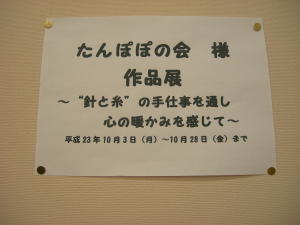 たんぽぽの会　様
作品展
～“針と糸”の手仕事を通し
心の暖かみを感じて～
平成23年10月3日（月）～10月28日（金）まで